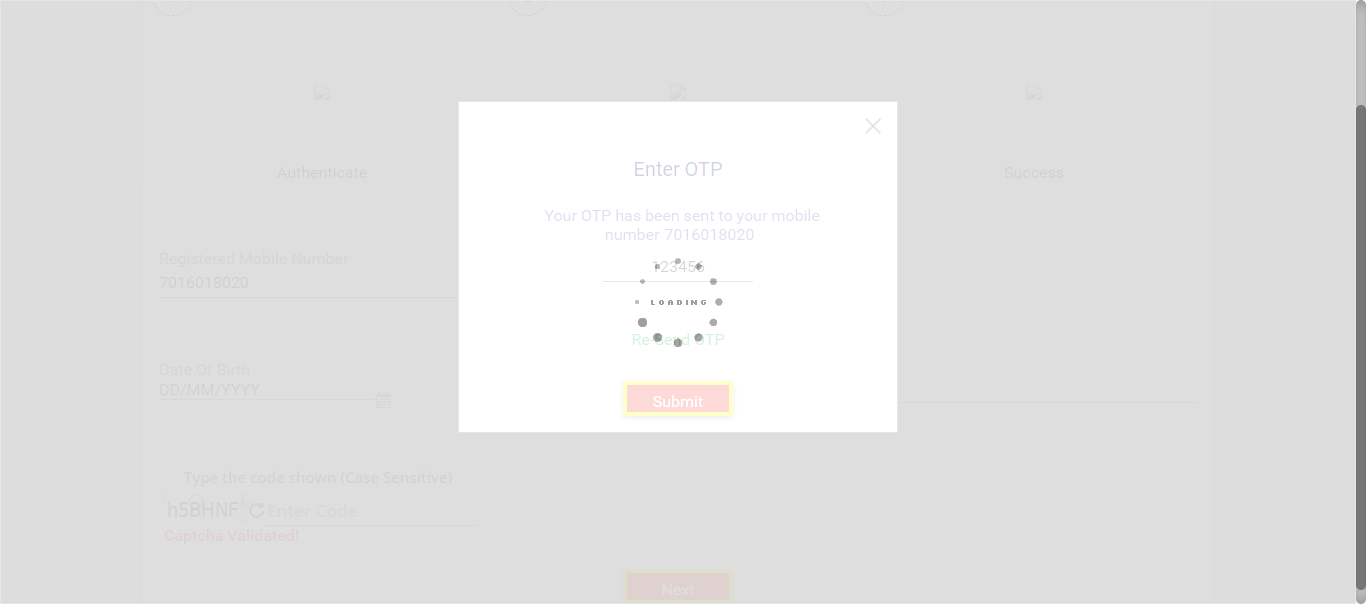 Authenticate
Success
Enter OTP
Your OTP has been sent to your mobile
number 7016018020
123456
LOADING
Re-Send OTP
Submit
Registered Mobile Number
7016018020
Date Of Birth
DD/MM/YYYY
Type the code shown (Case Sensitive)
h5BHNF Enter Code
Captcha Validated!
Next